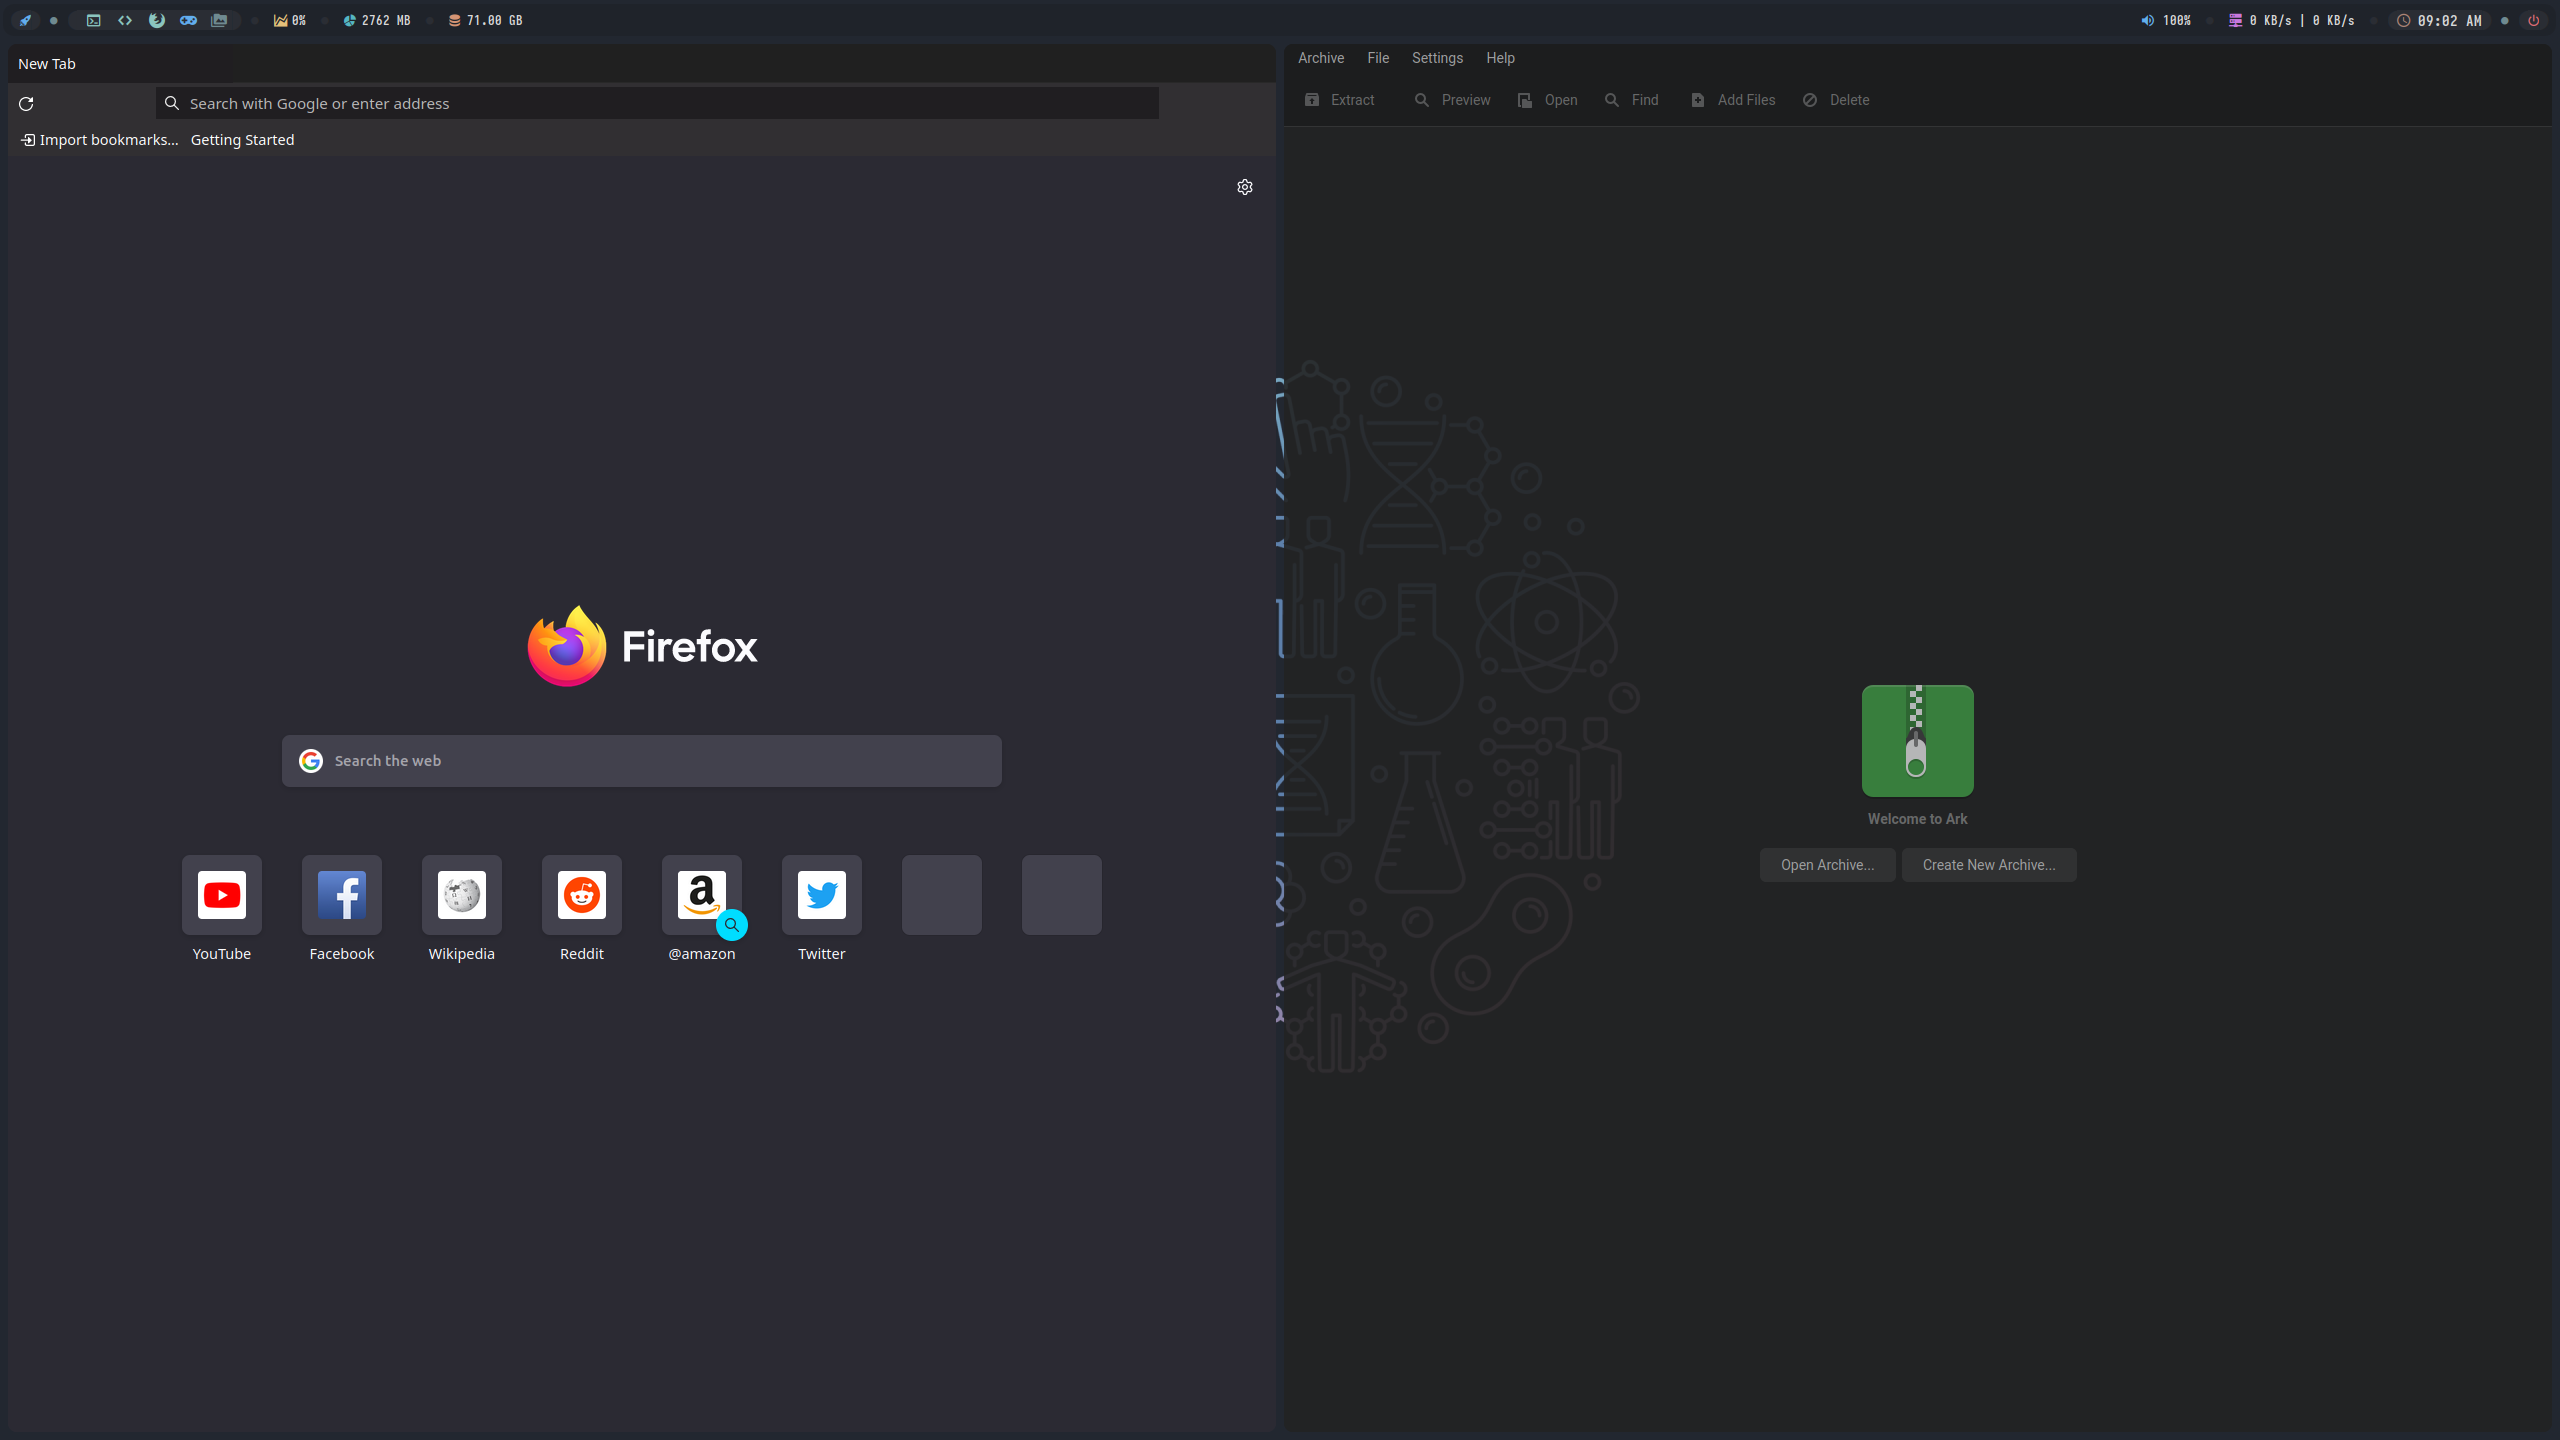 0% 2762 MB 71.00 GB 100% 0 KB/s | 0 KB/s 09:02 AM
New Tab
Search with Google or enter address
Import bookmarks... Getting Started
Firefox
Search the web
YouTube Facebook Wikipedia Reddit @amazon Twitter
Archive File Settings Help
Extract Preview Open Find Add Files Delete
Welcome to Ark
Open Archive... Create New Archive...